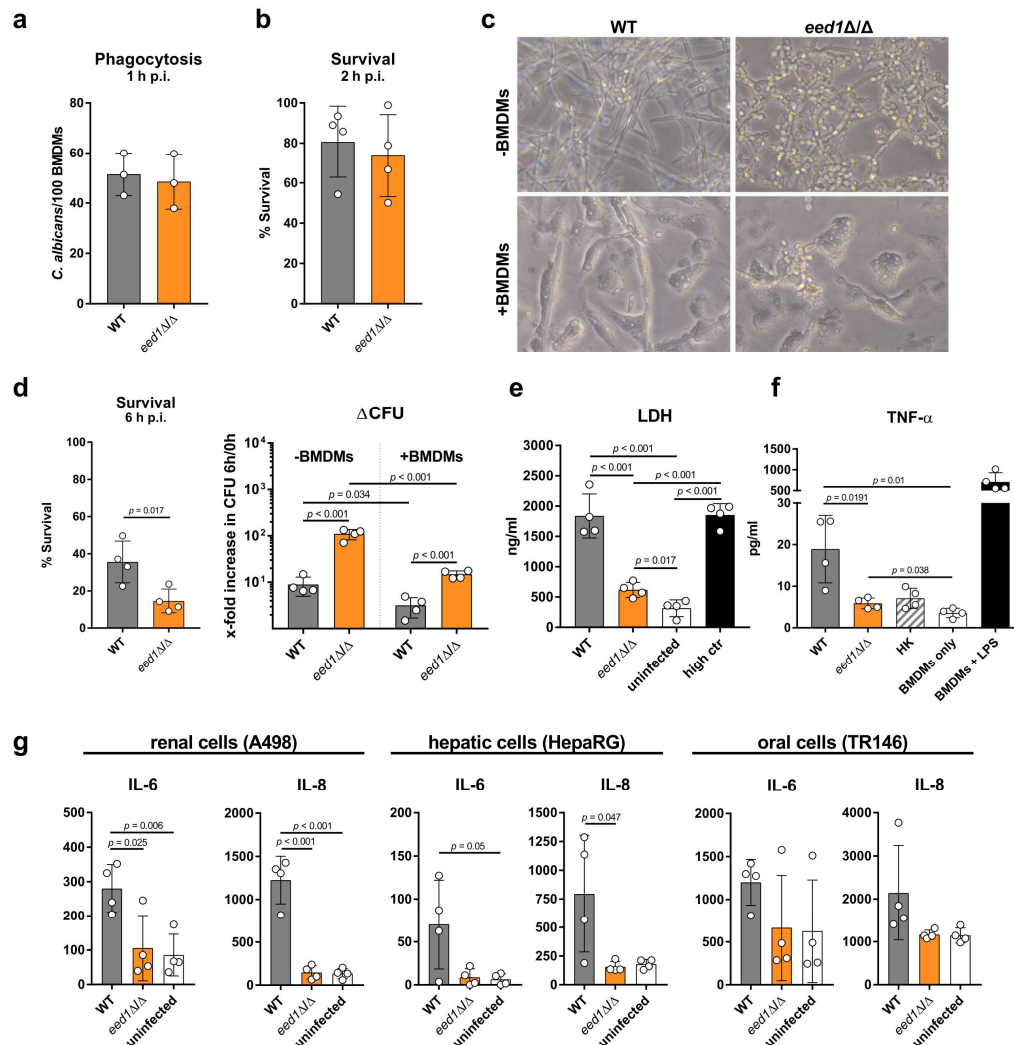 a
Phagocytosis
1 h p.i.
C. albicans/100 BMDMs
80
60
40
20
0
WT
eed1Δ/Δ
b
Survival
2 h p.i.
% Survival
100
80
60
40
20
0
WT
eed1Δ/Δ
c
WT
eed1Δ/Δ
-BMDMs
+BMDMs
d
Survival
6 h p.i.
% Survival
100
80
60
40
20
0
p = 0.017
WT
eed1Δ/Δ
ΔCFU
x-fold increase in CFU 6h/0h
10⁴
10³
10²
10¹
-BMDMs
+BMDMs
p < 0.001
p = 0.034
p < 0.001
p < 0.001
WT
eed1Δ/Δ
WT
eed1Δ/Δ
e
LDH
ng/ml
2000
1500
1000
500
0
p < 0.001
p < 0.001
p < 0.001
p < 0.001
p = 0.017
WT
eed1Δ/Δ
uninfected
high ctr
f
TNF-α
pg/ml
1000
500
30
20
10
0
p = 0.01
p = 0.0191
p = 0.038
WT
eed1Δ/Δ
HK
BMDMs only
BMDMs + LPS
g
renal cells (A498)
IL-6
500
400
300
200
100
0
p = 0.006
p = 0.025
WT
eed1Δ/Δ
uninfected
IL-8
2000
1500
1000
500
0
p < 0.001
p < 0.001
WT
eed1Δ/Δ
uninfected
hepatic cells (HepaRG)
IL-6
200
150
100
50
0
p = 0.05
WT
eed1Δ/Δ
uninfected
IL-8
1500
1250
1000
750
500
250
0
p = 0.047
WT
eed1Δ/Δ
uninfected
oral cells (TR146)
IL-6
2000
1500
1000
500
0
WT
eed1Δ/Δ
uninfected
IL-8
4000
3000
2000
1000
0
WT
eed1Δ/Δ
uninfected